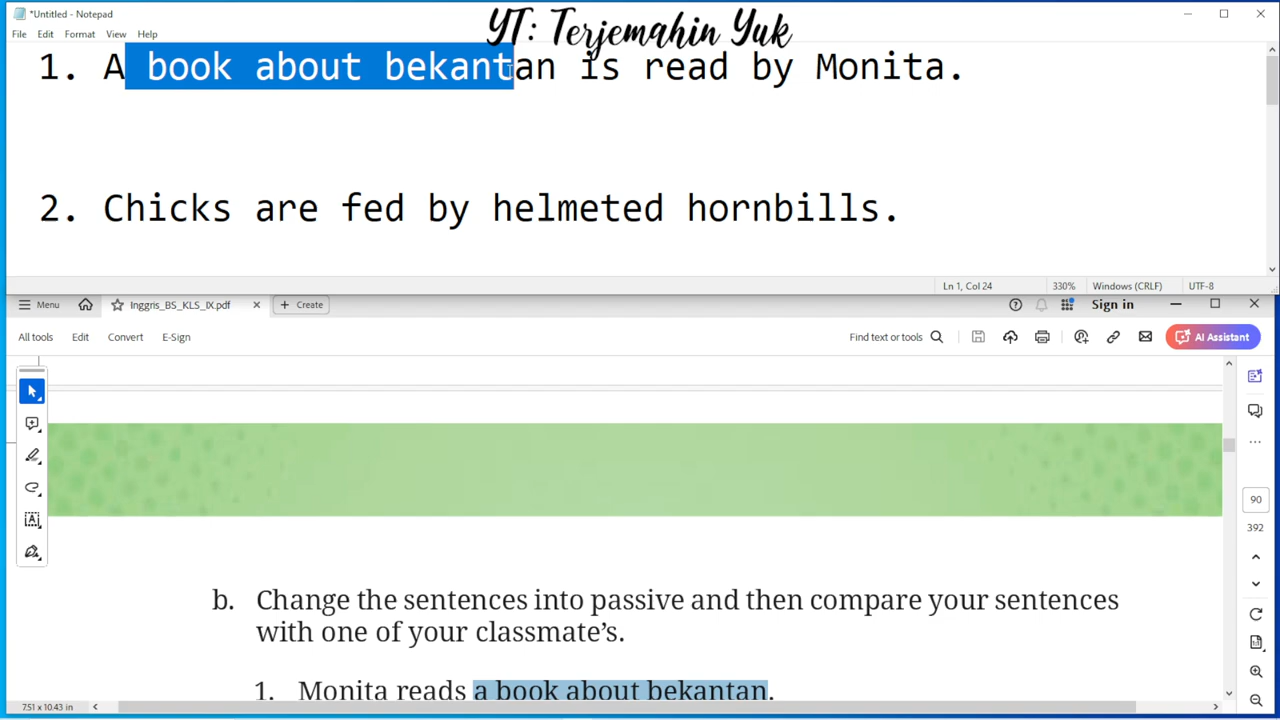 *Untitled - Notepad
YT: Terjemahin Yuk
File Edit Format View Help
1. A book about bekantan is read by Monita.
2. Chicks are fed by helmeted hornbills.
Ln 1, Col 24 330% Windows (CRLF) UTF-8
Menu Inggris_BS_KLS_IX.pdf Create Sign in
All tools Edit Convert E-Sign Find text or tools AI Assistant
90
392
b. Change the sentences into passive and then compare your sentences
with one of your classmate’s.
1. Monita reads a book about bekantan.
7.51 x 10.43 in